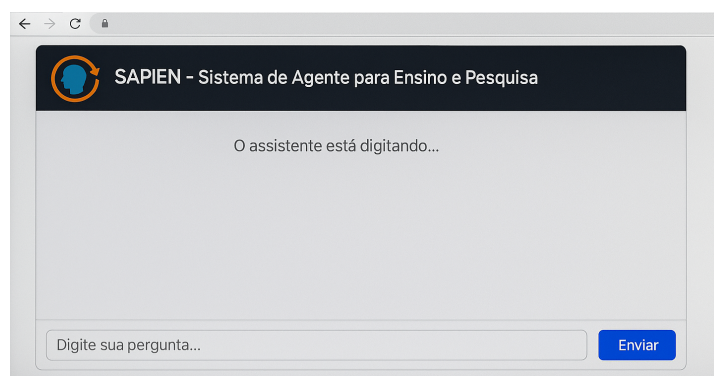 SAPIEN - Sistema de Agente para Ensino e Pesquisa
O assistente está digitando...
Digite sua pergunta...
Enviar